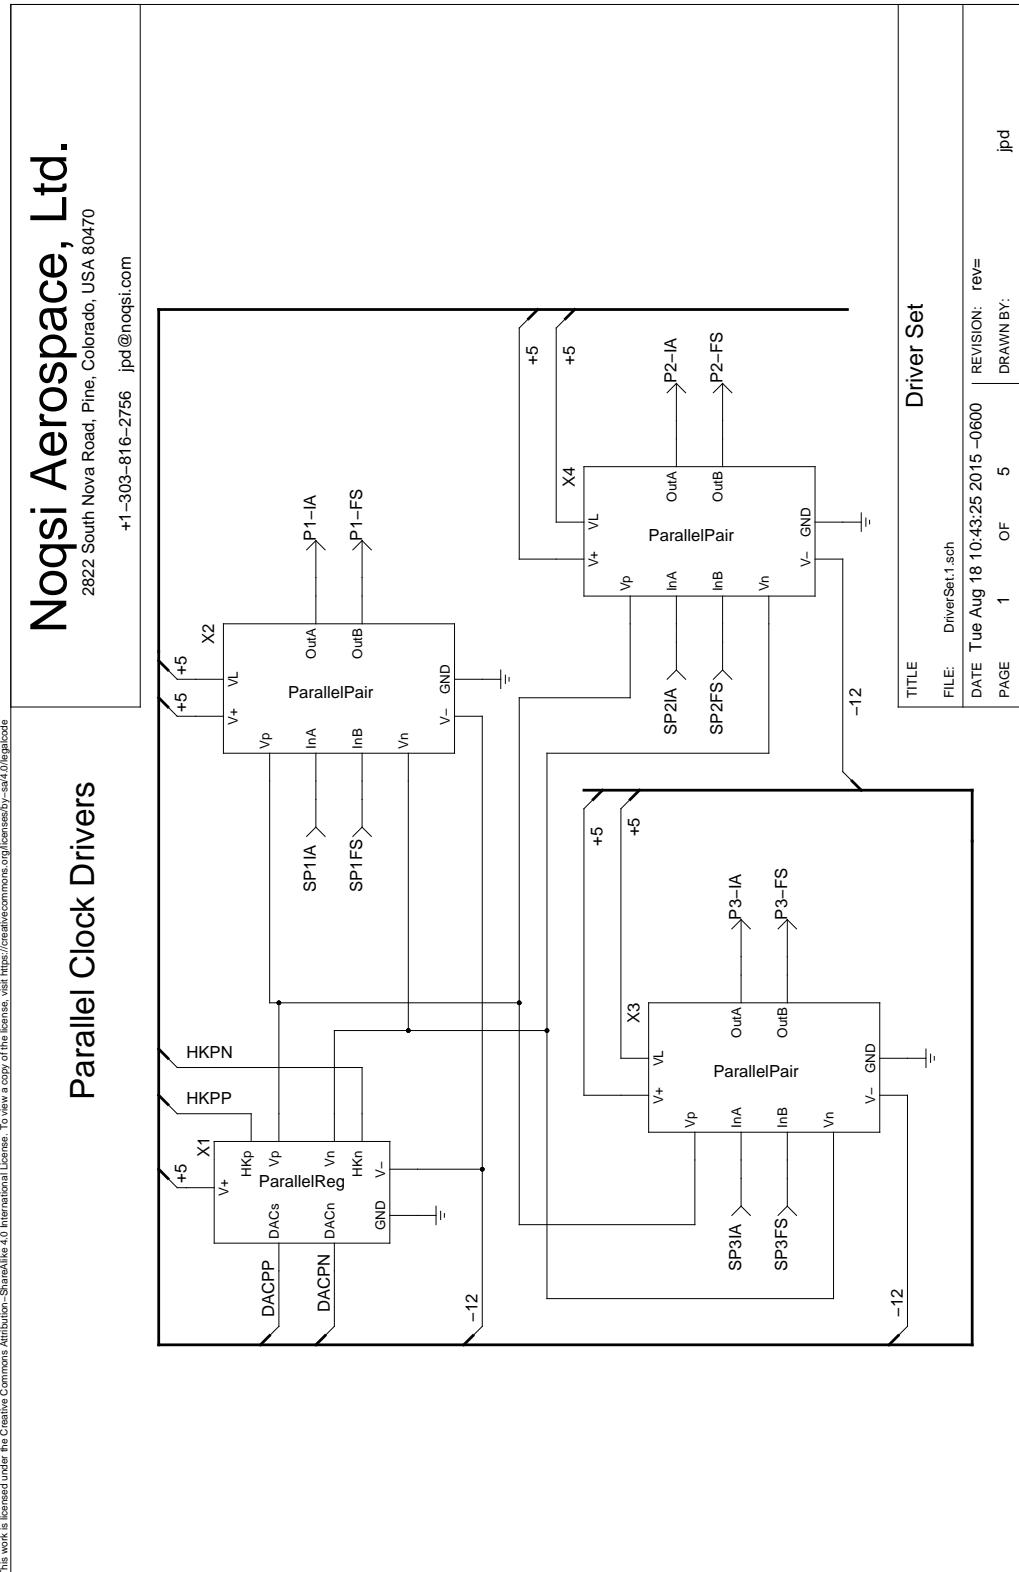 This work is licensed under the Creative Commons Attribution−ShareAlike 4.0 International License. To view a copy of the license, visit https://creativecommons.org/licenses/by−sa/4.0/legalcode
Noqsi Aerospace, Ltd.
2822 South Nova Road, Pine, Colorado, USA 80470
+1−303−816−2756 jpd@noqsi.com
Parallel Clock Drivers
HKPP
HKPN
+5
X1
V+
HKp
Vp
Vn
HKn
ParallelReg
DACs
DACn
GND
V−
DACPP
DACPN
−12
+5
+5
X2
V+
VL
Vp
InA
InB
Vn
OutA
OutB
ParallelPair
V−
GND
SP1IA
SP1FS
P1−IA
P1−FS
+5
+5
X4
V+
VL
Vp
InA
InB
Vn
OutA
OutB
ParallelPair
V−
GND
SP2IA
SP2FS
P2−IA
P2−FS
−12
+5
+5
X3
V+
VL
Vp
InA
InB
Vn
OutA
OutB
ParallelPair
V−
GND
SP3IA
SP3FS
P3−IA
P3−FS
−12
TITLE
Driver Set
FILE: DriverSet.1.sch
DATE Tue Aug 18 10:43:25 2015 −0600
REVISION: rev=
PAGE 1 OF 5
DRAWN BY: jpd